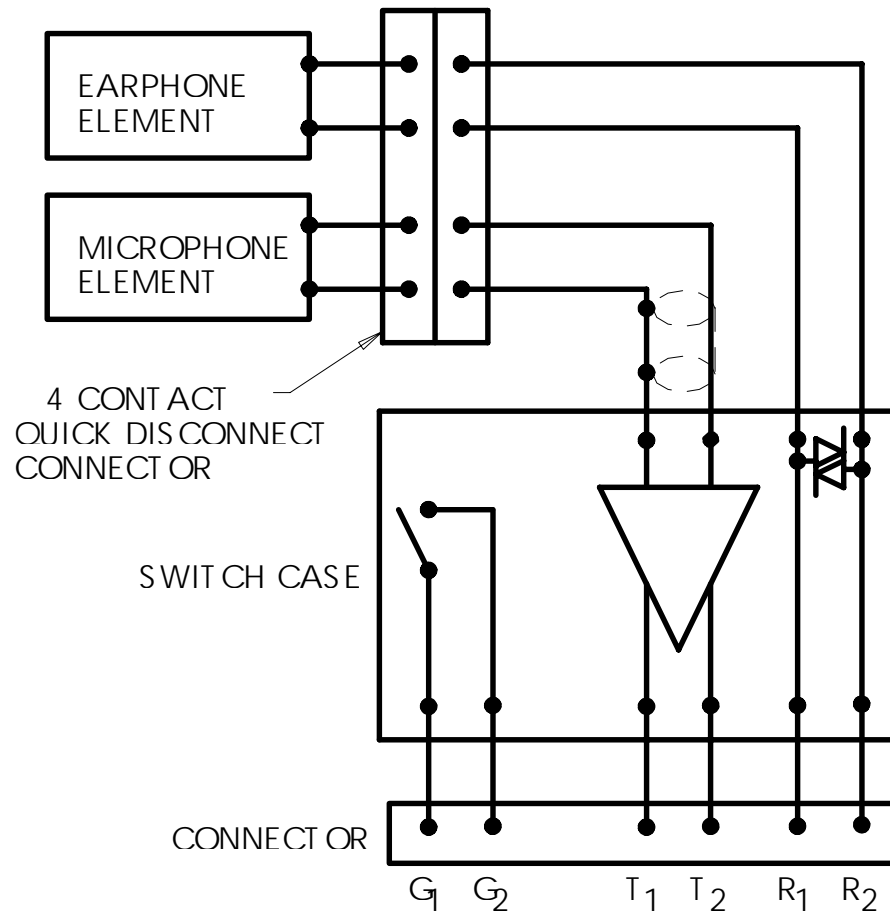 EARPHONE
ELEMENT
MICROPHONE
ELEMENT
4 CONTACT
QUICK DISCONNECT
CONNECTOR
SWITCH CASE
CONNECTOR
G1 G2 T1 T2 R1 R2